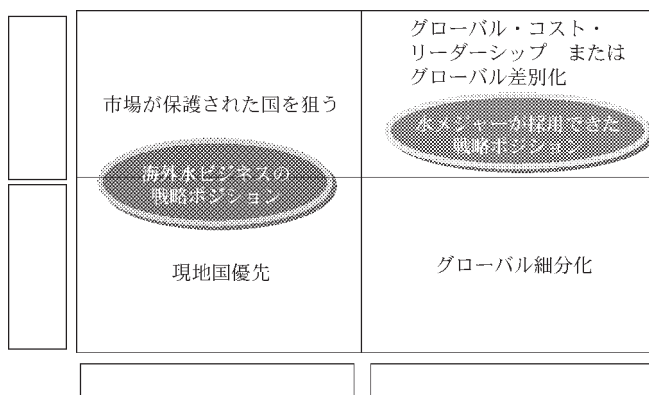 グローバル・コスト・
リーダーシップ　または
グローバル差別化
市場が保護された国を狙う
水メジャーが採用できた
戦略ポジション
海外水ビジネスの
戦略ポジション
現地国優先
グローバル細分化